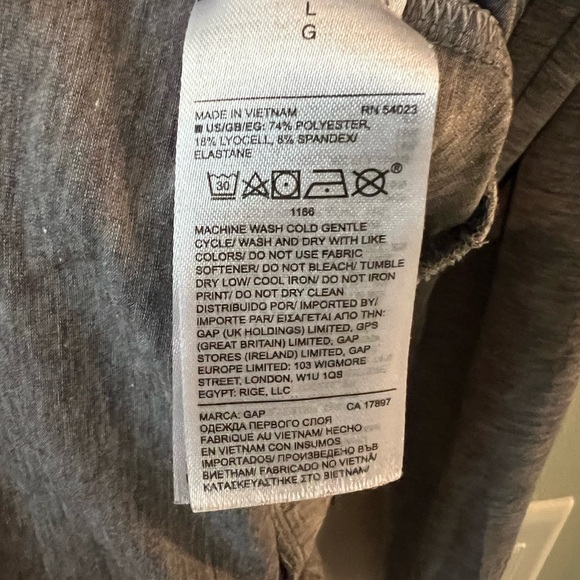 L
G
MADE IN VIETNAM RN 54023
US/GB/EG: 74% POLYESTER,
18% LYOCELL, 8% SPANDEX/
ELASTANE
30 ®
1166
MACHINE WASH COLD GENTLE
CYCLE/ WASH AND DRY WITH LIKE
COLORS/ DO NOT USE FABRIC
SOFTENER/ DO NOT BLEACH/ TUMBLE
DRY LOW/ COOL IRON/ DO NOT IRON
PRINT/ DO NOT DRY CLEAN
DISTRIBUIDO POR/ IMPORTED BY/
IMPORTE PAR/ ΕΙΣΑΓΕΤΑΙ ΑΠΟ ΤΗΝ:
GAP (UK HOLDINGS) LIMITED, GPS
(GREAT BRITAIN) LIMITED, GAP
STORES (IRELAND) LIMITED, GAP
EUROPE LIMITED: 103 WIGMORE
STREET, LONDON, W1U 1QS
EGYPT: RIGE, LLC
MARCA: GAP CA 17897
ОДЕЖДА ПЕРВОГО СЛОЯ
FABRIQUE AU VIETNAM/ HECHO
EN VIETNAM CON INSUMOS
IMPORTADOS/ ПРОИЗВЕДЕНО ВЪВ
ВИЕТНАМ/ FABRICADO NO VIETNÃ/
ΚΑΤΑΣΚΕΥΑΣΤΗΚΕ ΣΤΟ ΒΙΕΤΝΑΜ/